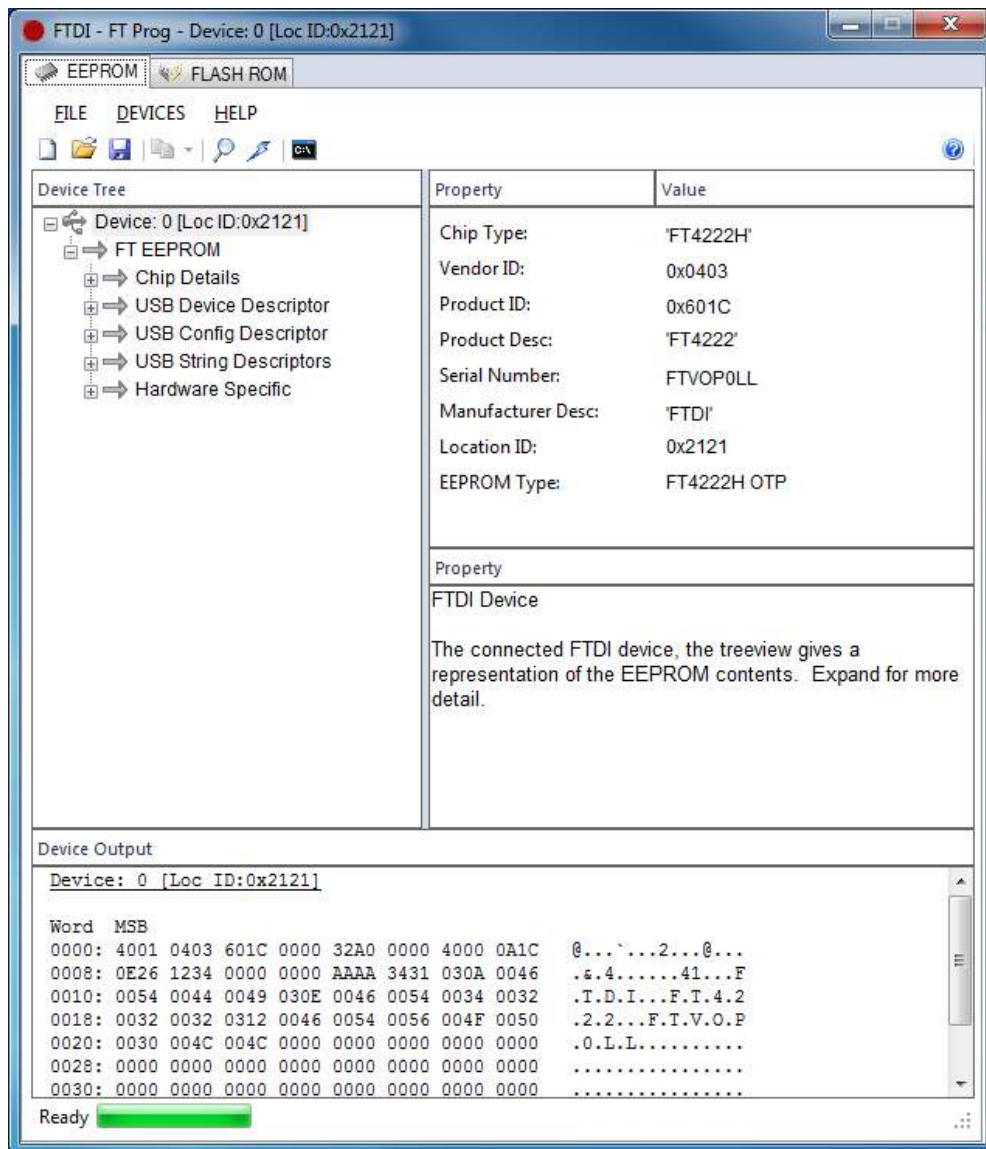 FTDI - FT Prog - Device: 0 [Loc ID:0x2121]
EEPROM FLASH ROM
FILE DEVICES HELP
C:\
Device Tree
Device: 0 [Loc ID:0x2121]
FT EEPROM
Chip Details
USB Device Descriptor
USB Config Descriptor
USB String Descriptors
Hardware Specific
Property Value
Chip Type: 'FT4222H'
Vendor ID: 0x0403
Product ID: 0x601C
Product Desc: 'FT4222'
Serial Number: FTVOP0LL
Manufacturer Desc: 'FTDI'
Location ID: 0x2121
EEPROM Type: FT4222H OTP
Property
FTDI Device
The connected FTDI device, the treeview gives a
representation of the EEPROM contents. Expand for more
detail.
Device Output
Device: 0 [Loc ID:0x2121]
Word MSB
0000: 4001 0403 601C 0000 32A0 0000 4000 0A1C @...`...2...@...
0008: 0E26 1234 0000 0000 AAAA 3431 030A 0046 .&.4......41...F
0010: 0054 0044 0049 030E 0046 0054 0034 0032 .T.D.I...F.T.4.2
0018: 0032 0032 0312 0046 0054 0056 004F 0050 .2.2...F.T.V.O.P
0020: 0030 004C 004C 0000 0000 0000 0000 0000 .0.L.L..........
0028: 0000 0000 0000 0000 0000 0000 0000 0000 ................
0030: 0000 0000 0000 0000 0000 0000 0000 0000 ................
Ready